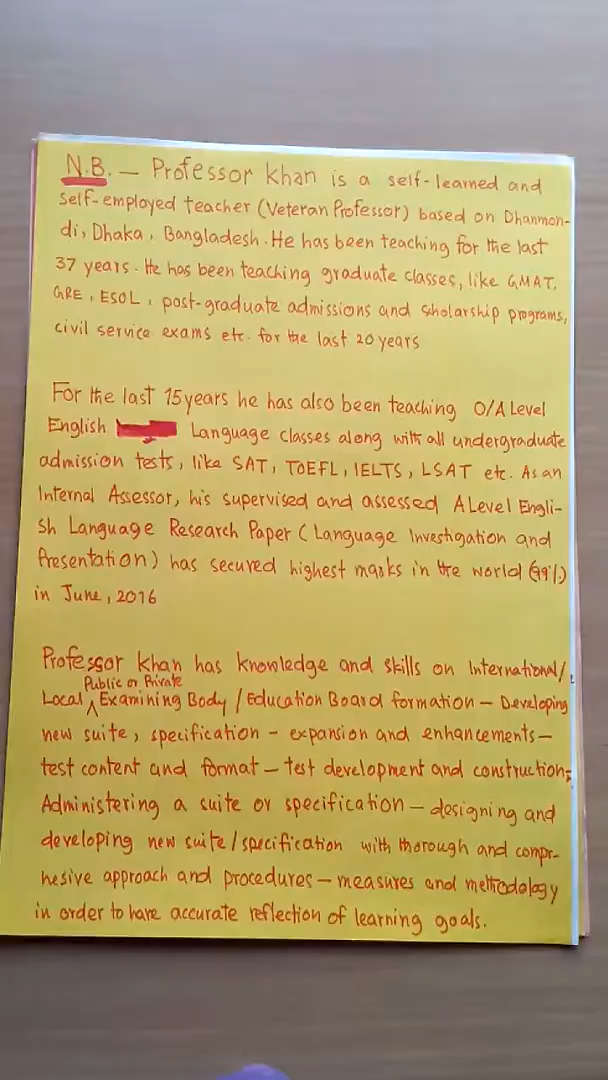 N.B. — Professor Khan is a self-learned and
self-employed teacher (Veteran Professor) based on Dhanmon-
di, Dhaka, Bangladesh. He has been teaching for the last
37 years. He has been teaching graduate classes, like GMAT,
GRE, ESOL, post-graduate admissions and scholarship programs,
civil service exams etc. for the last 20 years
For the last 15 years he has also been teaching O/A Level
English Language classes along with all undergraduate
admission tests, like SAT, TOEFL, IELTS, LSAT etc. As an
Internal Assessor, his supervised and assessed A Level Engli-
sh Language Research Paper (Language Investigation and
Presentation) has secured highest marks in the world (99%)
in June, 2016
Professor Khan has knowledge and skills on International/
Public or Private
Local ^ Examining Body / Education Board formation — Developing
new suite, specification - expansion and enhancements —
test content and format — test development and construction;
Administering a suite or specification — designing and
developing new suite/specification with thorough and compr-
hesive approach and procedures — measures and methodology
in order to have accurate reflection of learning goals.